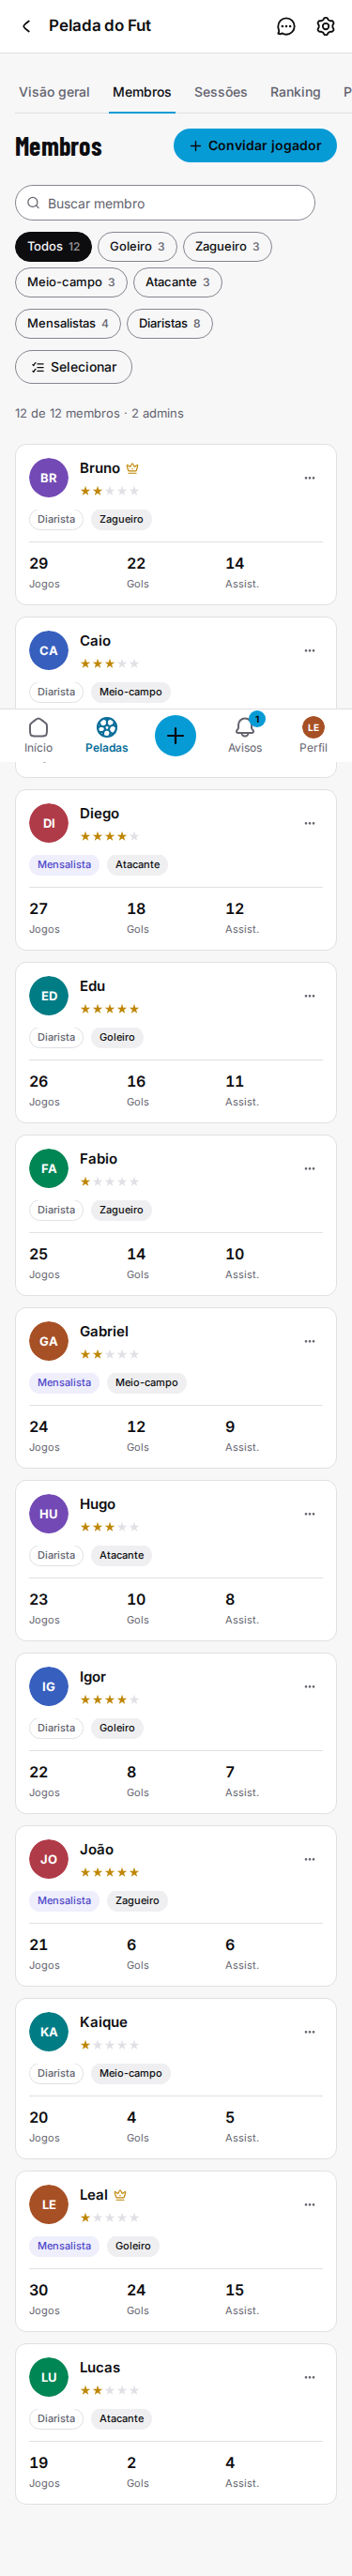 Pelada do Fut
Visão geral Membros Sessões Ranking P
Membros
Convidar jogador
Buscar membro
Todos 12 Goleiro 3 Zagueiro 3
Meio-campo 3 Atacante 3
Mensalistas 4 Diaristas 8
Selecionar
12 de 12 membros · 2 admins
BR Bruno
Diarista Zagueiro
29 22 14
Jogos Gols Assist.
CA Caio
Diarista Meio-campo
Início Peladas 1 Avisos LE Perfil
DI Diego
Mensalista Atacante
27 18 12
Jogos Gols Assist.
ED Edu
Diarista Goleiro
26 16 11
Jogos Gols Assist.
FA Fabio
Diarista Zagueiro
25 14 10
Jogos Gols Assist.
GA Gabriel
Mensalista Meio-campo
24 12 9
Jogos Gols Assist.
HU Hugo
Diarista Atacante
23 10 8
Jogos Gols Assist.
IG Igor
Diarista Goleiro
22 8 7
Jogos Gols Assist.
JO João
Mensalista Zagueiro
21 6 6
Jogos Gols Assist.
KA Kaique
Diarista Meio-campo
20 4 5
Jogos Gols Assist.
LE Leal
Mensalista Goleiro
30 24 15
Jogos Gols Assist.
LU Lucas
Diarista Atacante
19 2 4
Jogos Gols Assist.